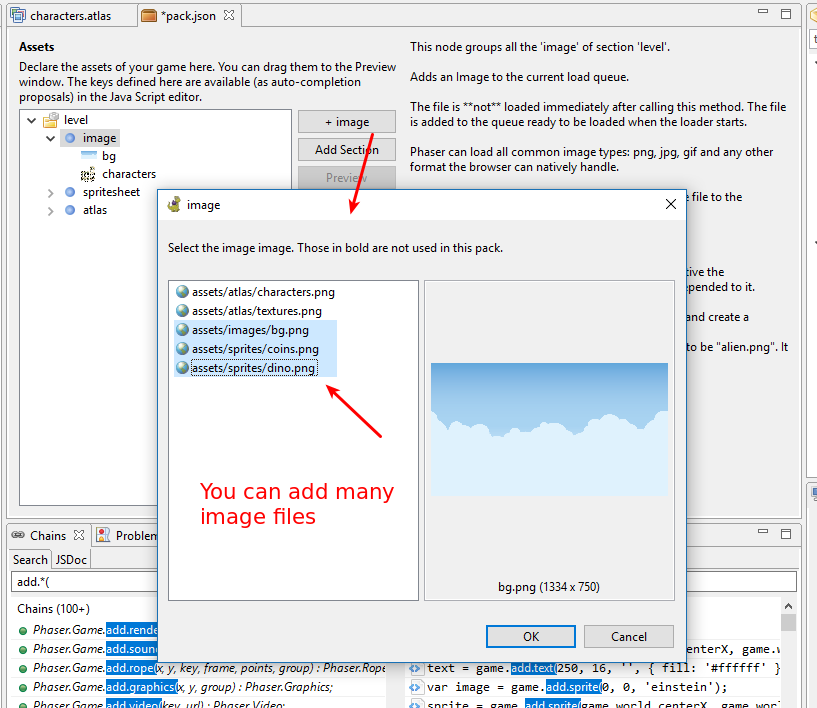 characters.atlas
*pack.json
Assets
Declare the assets of your game here. You can drag them to the Preview
window. The keys defined here are available (as auto-completion
proposals) in the Java Script editor.
level
image
bg
characters
spritesheet
atlas
+ image
Add Section
Preview
This node groups all the 'image' of section 'level'.
Adds an Image to the current load queue.
The file is **not** loaded immediately after calling this method. The file
is added to the queue ready to be loaded when the loader starts.
Phaser can load all common image types: png, jpg, gif and any other
format the browser can natively handle.
file to the
ive the
epended to it.
and create a
to be "alien.png". It
image
Select the image image. Those in bold are not used in this pack.
assets/atlas/characters.png
assets/atlas/textures.png
assets/images/bg.png
assets/sprites/coins.png
assets/sprites/dino.png
You can add many
image files
bg.png (1334 x 750)
OK
Cancel
Chains
Problem
Search
JSDoc
add.*(
Chains (100+)
Phaser.Game.add.rende
Phaser.Game.add.soun
Phaser.Game.add.rope(x, y, key, frame, points, group) : Phaser.Rope
Phaser.Game.add.graphics(x, y, group) : Phaser.Graphics;
Phaser.Game.add.video(key, url) : Phaser.Video;
enterX, game.w
text = game.add.text(250, 16, '', { fill: '#ffffff' }
var image = game.add.sprite(0, 0, 'einstein');
sprite = game.add.sprite(game.world.centerX, game.wor